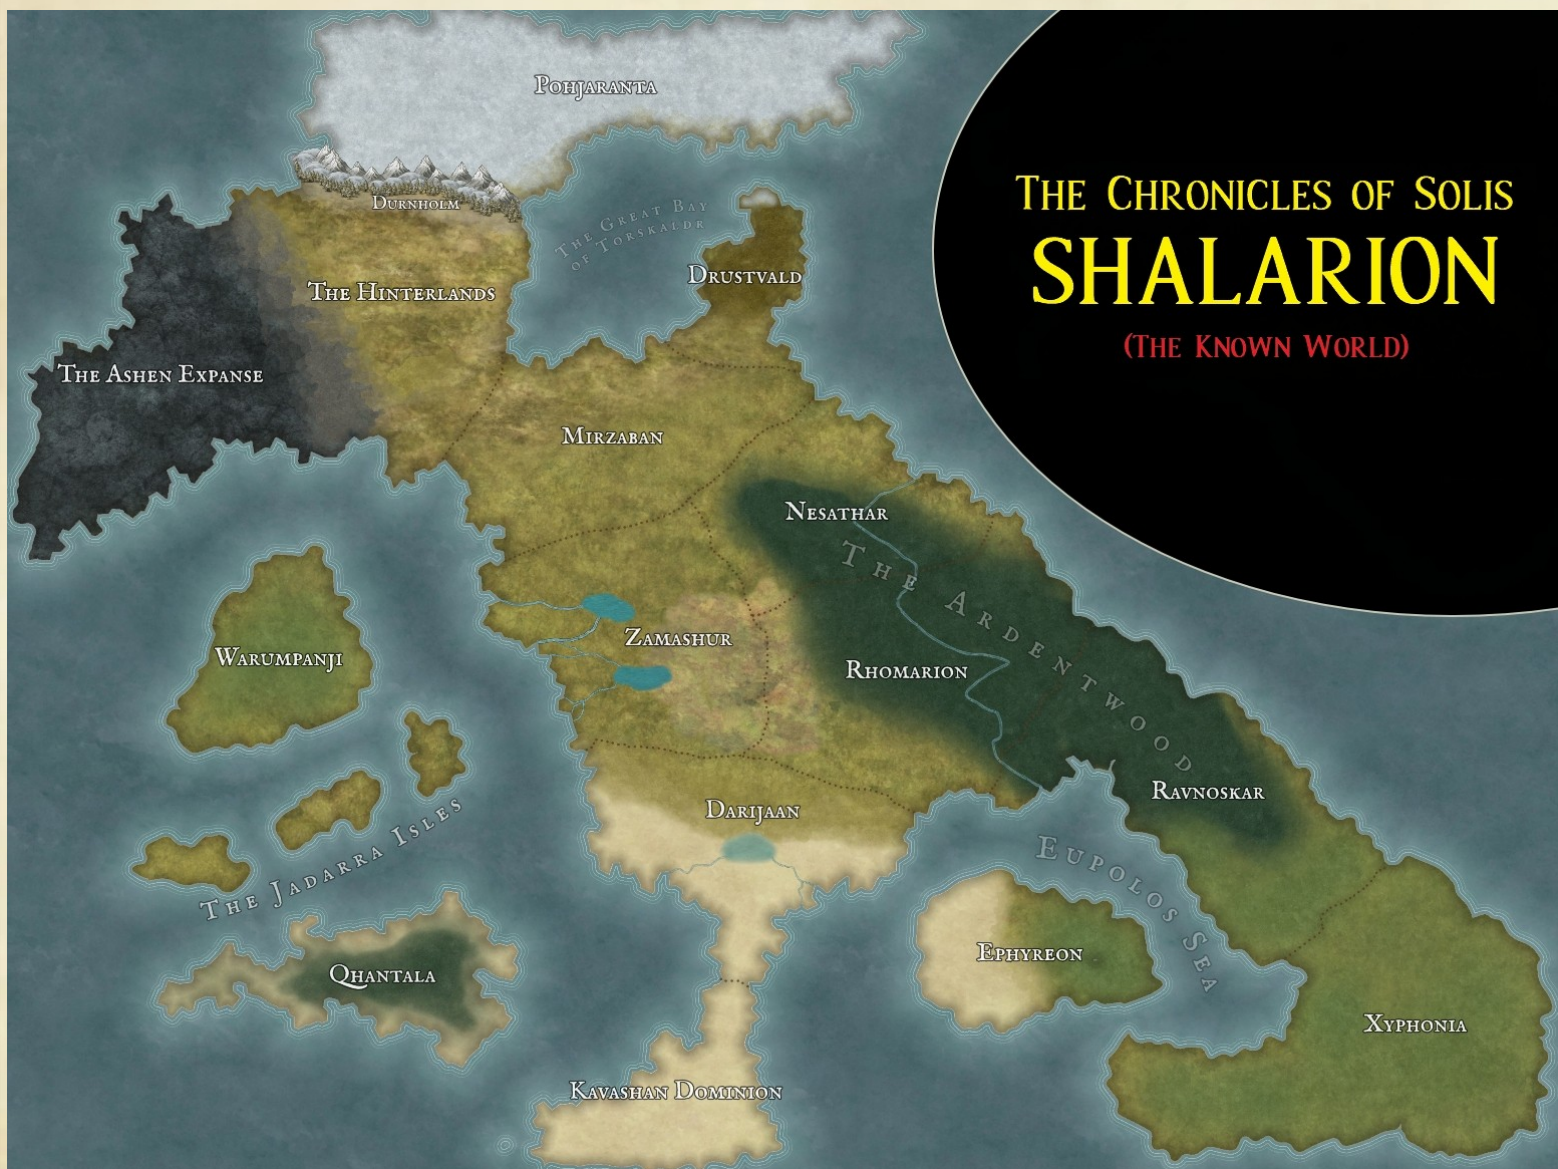 Pohjaranta
The Chronicles of Solis
SHALARION
(The Known World)
Durnholm
The Great Bay
of Torskaldr
Drustvald
The Hinterlands
The Ashen Expanse
Mirzaban
Nesathar
The Ardentwood
Zamashur
Warumpanji
Rhomarion
Ravnoskar
Darijaan
The Jadarra Isles
Eupolos Sea
Ephyreon
Qhantala
Xyphonia
Kavashan Dominion